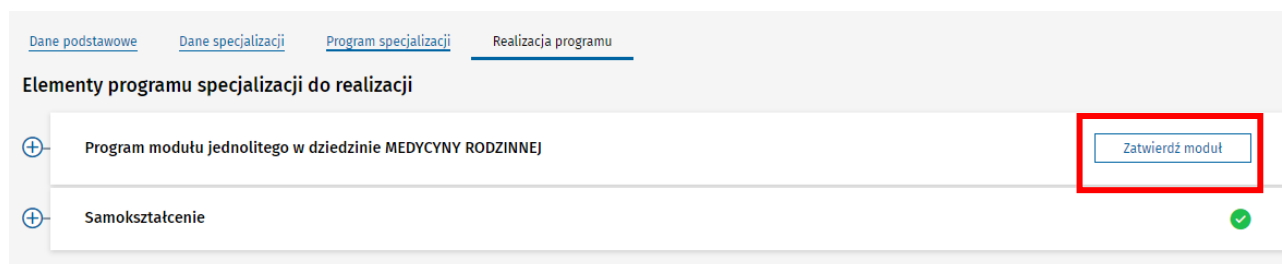 Dane podstawowe Dane specjalizacji Program specjalizacji Realizacja programu
Elementy programu specjalizacji do realizacji
Program modułu jednolitego w dziedzinie MEDYCYNY RODZINNEJ Zatwierdź moduł
Samokształcenie